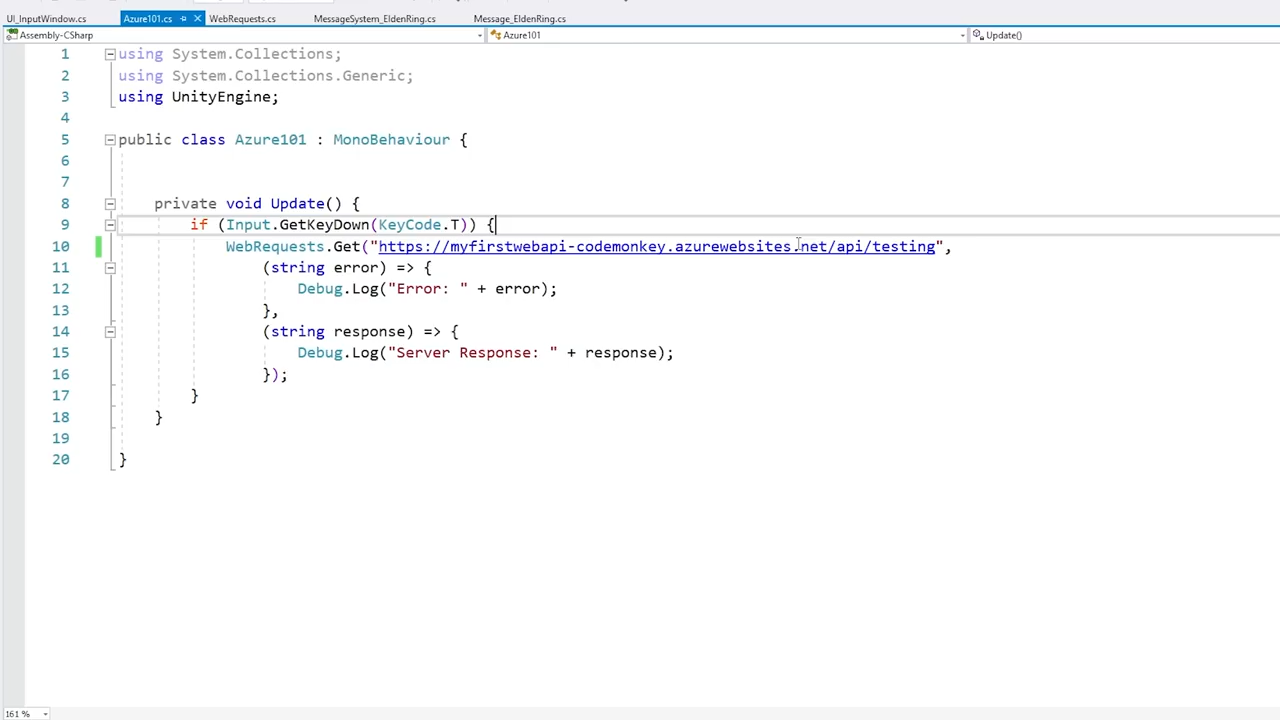 UI_InputWindow.cs Azure101.cs WebRequests.cs MessageSystem_EldenRing.cs Message_EldenRing.cs
Assembly-CSharp Azure101 Update()
1 using System.Collections;
2 using System.Collections.Generic;
3 using UnityEngine;
4
5 public class Azure101 : MonoBehaviour {
6
7
8 private void Update() {
9 if (Input.GetKeyDown(KeyCode.T)) {
10 WebRequests.Get("https://myfirstwebapi-codemonkey.azurewebsites.net/api/testing",
11 (string error) => {
12 Debug.Log("Error: " + error);
13 },
14 (string response) => {
15 Debug.Log("Server Response: " + response);
16 });
17 }
18 }
19
20 }
161 %